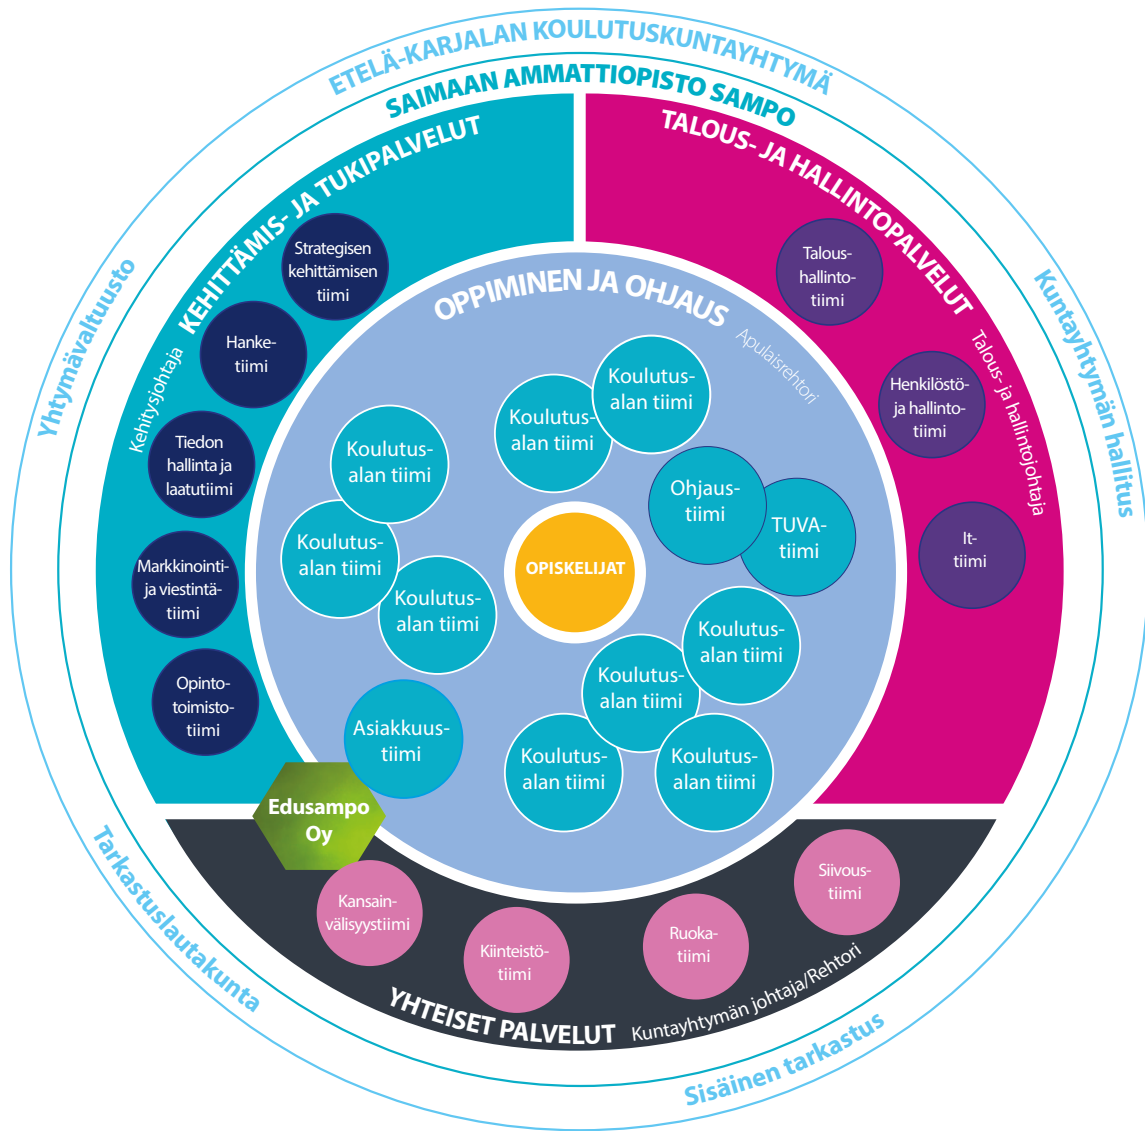 ETELÄ-KARJALAN KOULUTUSKUNTAYHTYMÄ
SAIMAAN AMMATTIOPISTO SAMPO
KEHITTÄMIS- JA TUKIPALVELUT
Kehitysjohtaja
Strategisen
kehittämisen
tiimi
Hanke-
tiimi
Tiedon
hallinta ja
laatutiimi
Markkinointi-
ja viestintä-
tiimi
Opinto-
toimisto-
tiimi
TALOUS- JA HALLINTOPALVELUT
Talous- ja hallintojohtaja
Talous-
hallinto-
tiimi
Henkilöstö-
ja hallinto-
tiimi
It-
tiimi
OPPIMINEN JA OHJAUS
Apulaisrehtori
Koulutus-
alan tiimi
Koulutus-
alan tiimi
Koulutus-
alan tiimi
Koulutus-
alan tiimi
Koulutus-
alan tiimi
Ohjaus-
tiimi
TUVA-
tiimi
OPISKELIJAT
Koulutus-
alan tiimi
Koulutus-
alan tiimi
Koulutus-
alan tiimi
Koulutus-
alan tiimi
Asiakkuus-
tiimi
Edusampo
Oy
Kansain-
välisyystiimi
Kiinteistö-
tiimi
Ruoka-
tiimi
Siivous-
tiimi
YHTEISET PALVELUT
Kuntayhtymän johtaja/Rehtori
Yhtymävaltuusto
Kuntayhtymän hallitus
Tarkastuslautakunta
Sisäinen tarkastus